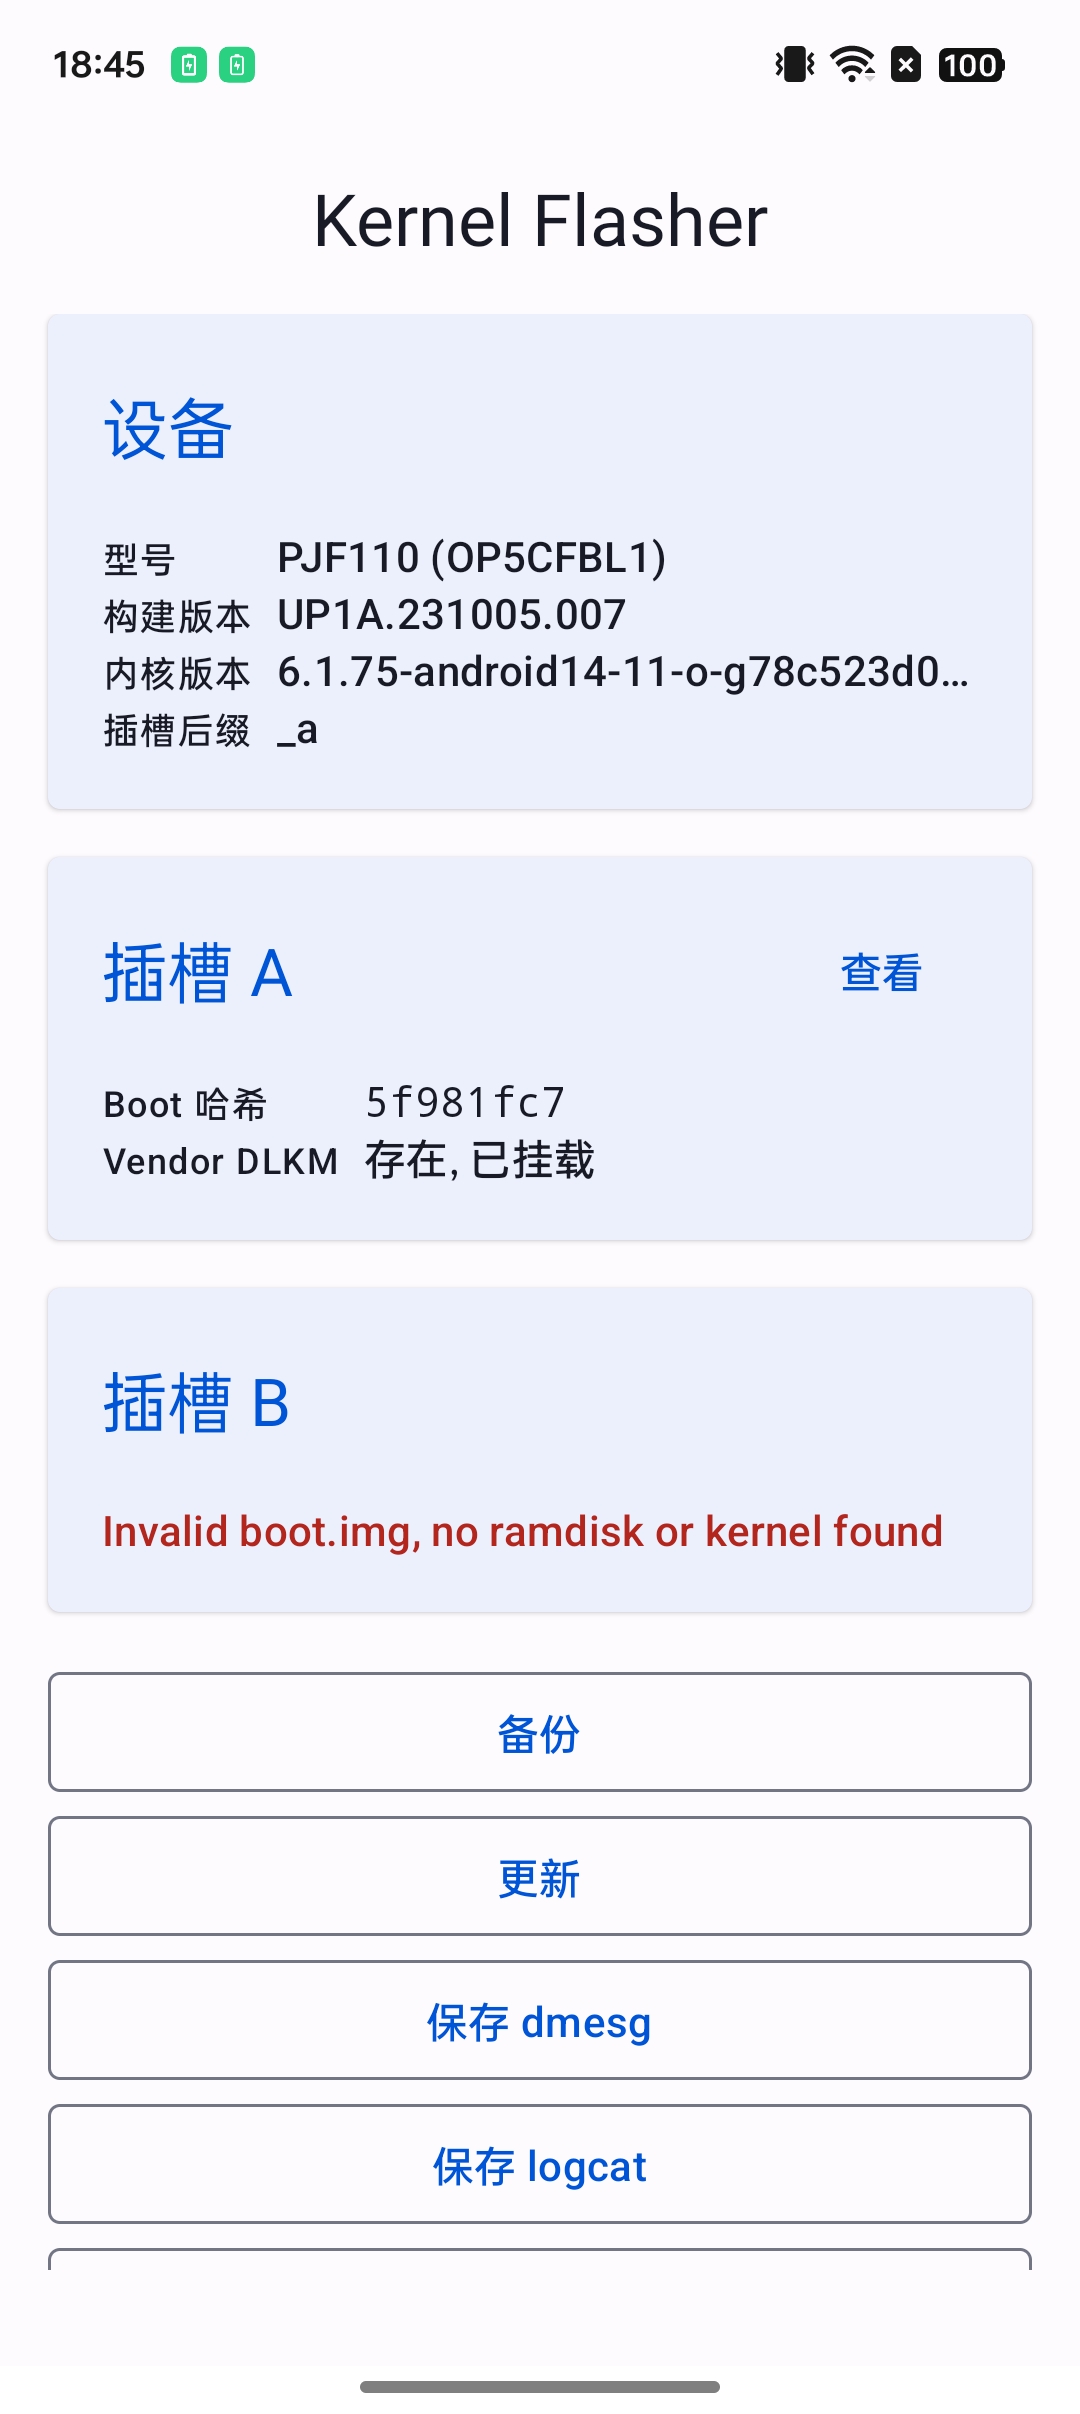 18:45
100
Kernel Flasher
设备
型号 PJF110 (OP5CFBL1)
构建版本 UP1A.231005.007
内核版本 6.1.75-android14-11-o-g78c523d0...
插槽后缀 _a
插槽 A 查看
Boot 哈希 5f981fc7
Vendor DLKM 存在, 已挂载
插槽 B
Invalid boot.img, no ramdisk or kernel found
备份
更新
保存 dmesg
保存 logcat